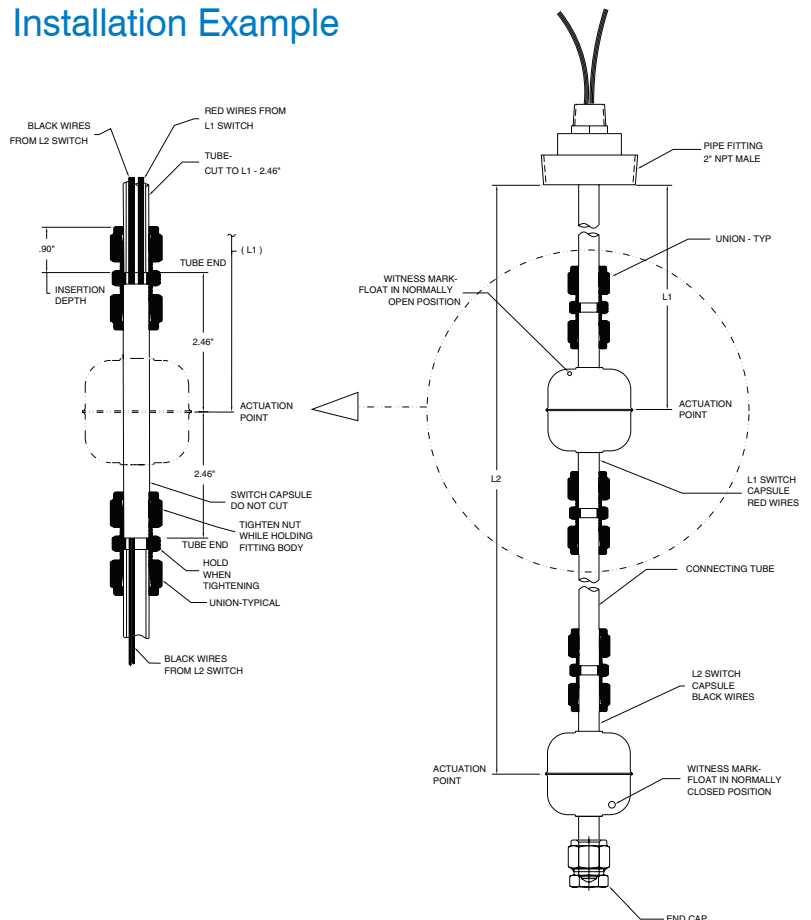 Installation Example
RED WIRES FROM
L1 SWITCH
BLACK WIRES
FROM L2 SWITCH
TUBE-
CUT TO L1 - 2.46"
.90"
( L1 )
TUBE END
INSERTION
DEPTH
2.46"
ACTUATION
POINT
2.46"
SWITCH CAPSULE
DO NOT CUT
TIGHTEN NUT
WHILE HOLDING
FITTING BODY
TUBE END
HOLD
WHEN
TIGHTENING
UNION-TYPICAL
BLACK WIRES
FROM L2 SWITCH
PIPE FITTING
2" NPT MALE
UNION - TYP
WITNESS MARK-
FLOAT IN NORMALLY
OPEN POSITION
L1
ACTUATION
POINT
L2
L1 SWITCH
CAPSULE
RED WIRES
CONNECTING TUBE
L2 SWITCH
CAPSULE
BLACK WIRES
ACTUATION
POINT
WITNESS MARK-
FLOAT IN NORMALLY
CLOSED POSITION
END CAP